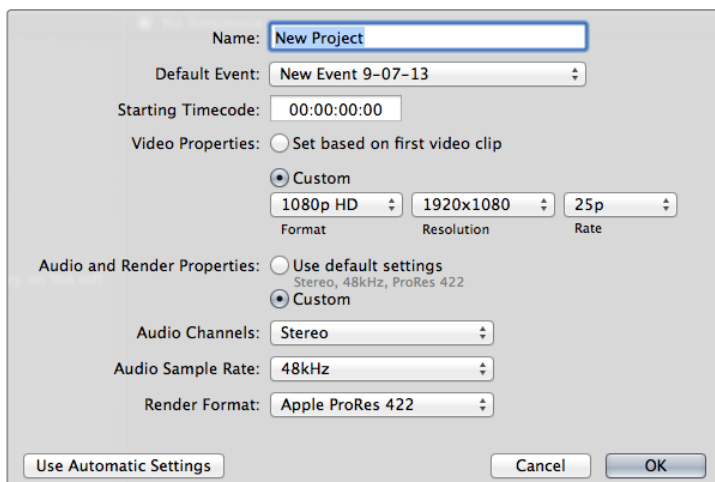 No Sequence
Name: New Project
Default Event: New Event 9-07-13
Starting Timecode: 00:00:00:00
Video Properties: Set based on first video clip
Custom
1080p HD 1920x1080 25p
Format Resolution Rate
Audio and Render Properties: Use default settings
Stereo, 48kHz, ProRes 422
Custom
Audio Channels: Stereo
Audio Sample Rate: 48kHz
Render Format: Apple ProRes 422
Use Automatic Settings Cancel OK